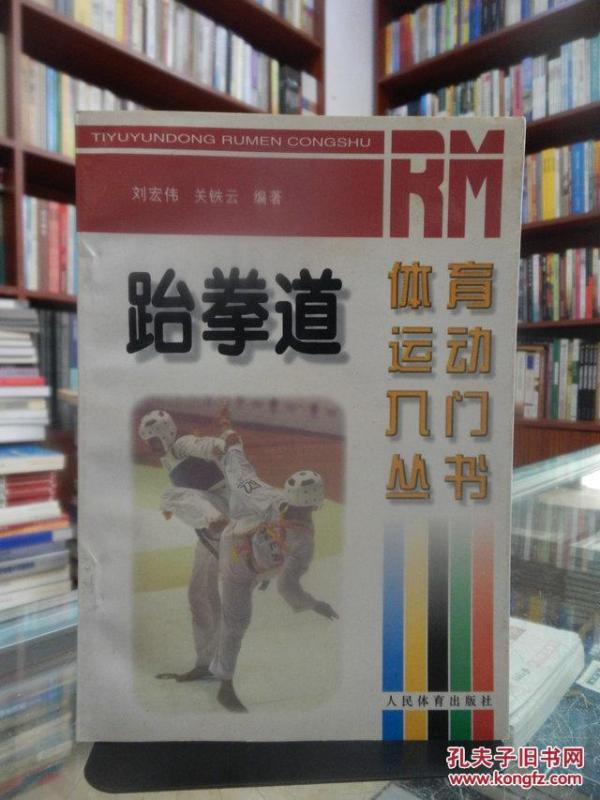 TIYUYUNDONG RUMEN CONGSHU
RM
刘宏伟 关铁云 编著
跆拳道
体育
运动
入门
丛书
人民体育出版社
孔夫子旧书网
www.kongfz.com